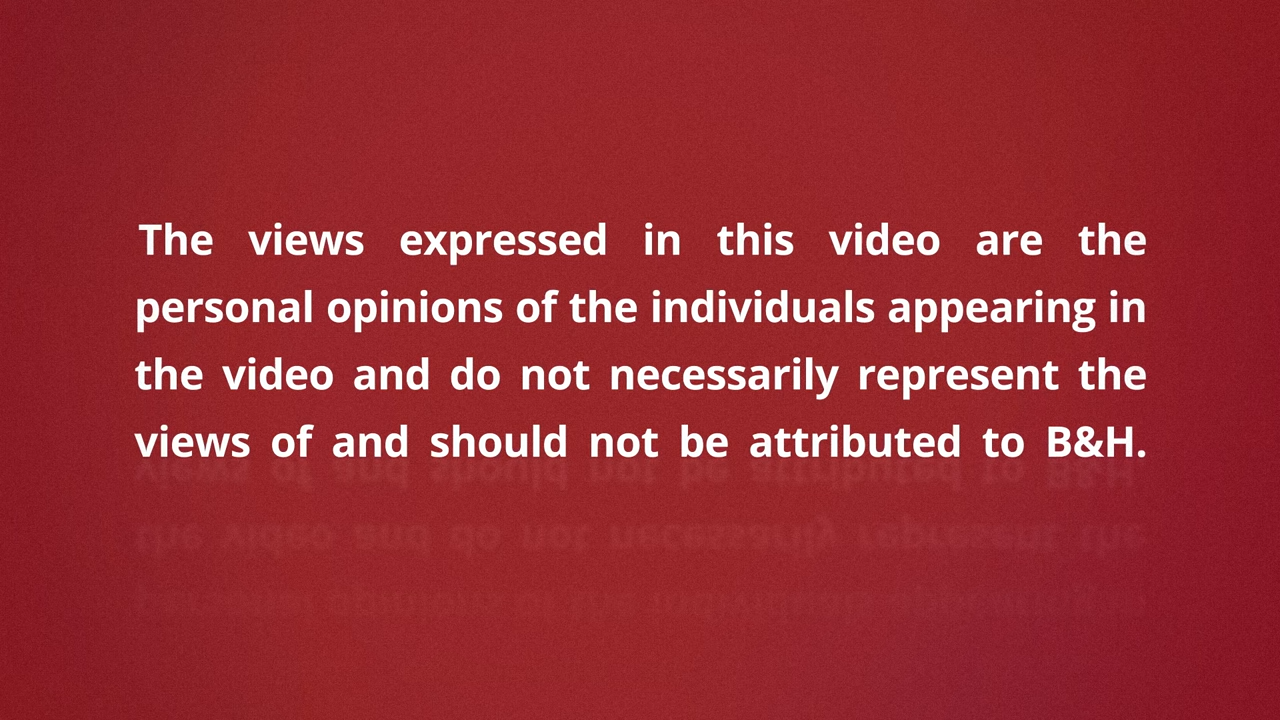 The views expressed in this video are the
personal opinions of the individuals appearing in
the video and do not necessarily represent the
views of and should not be attributed to B&H.